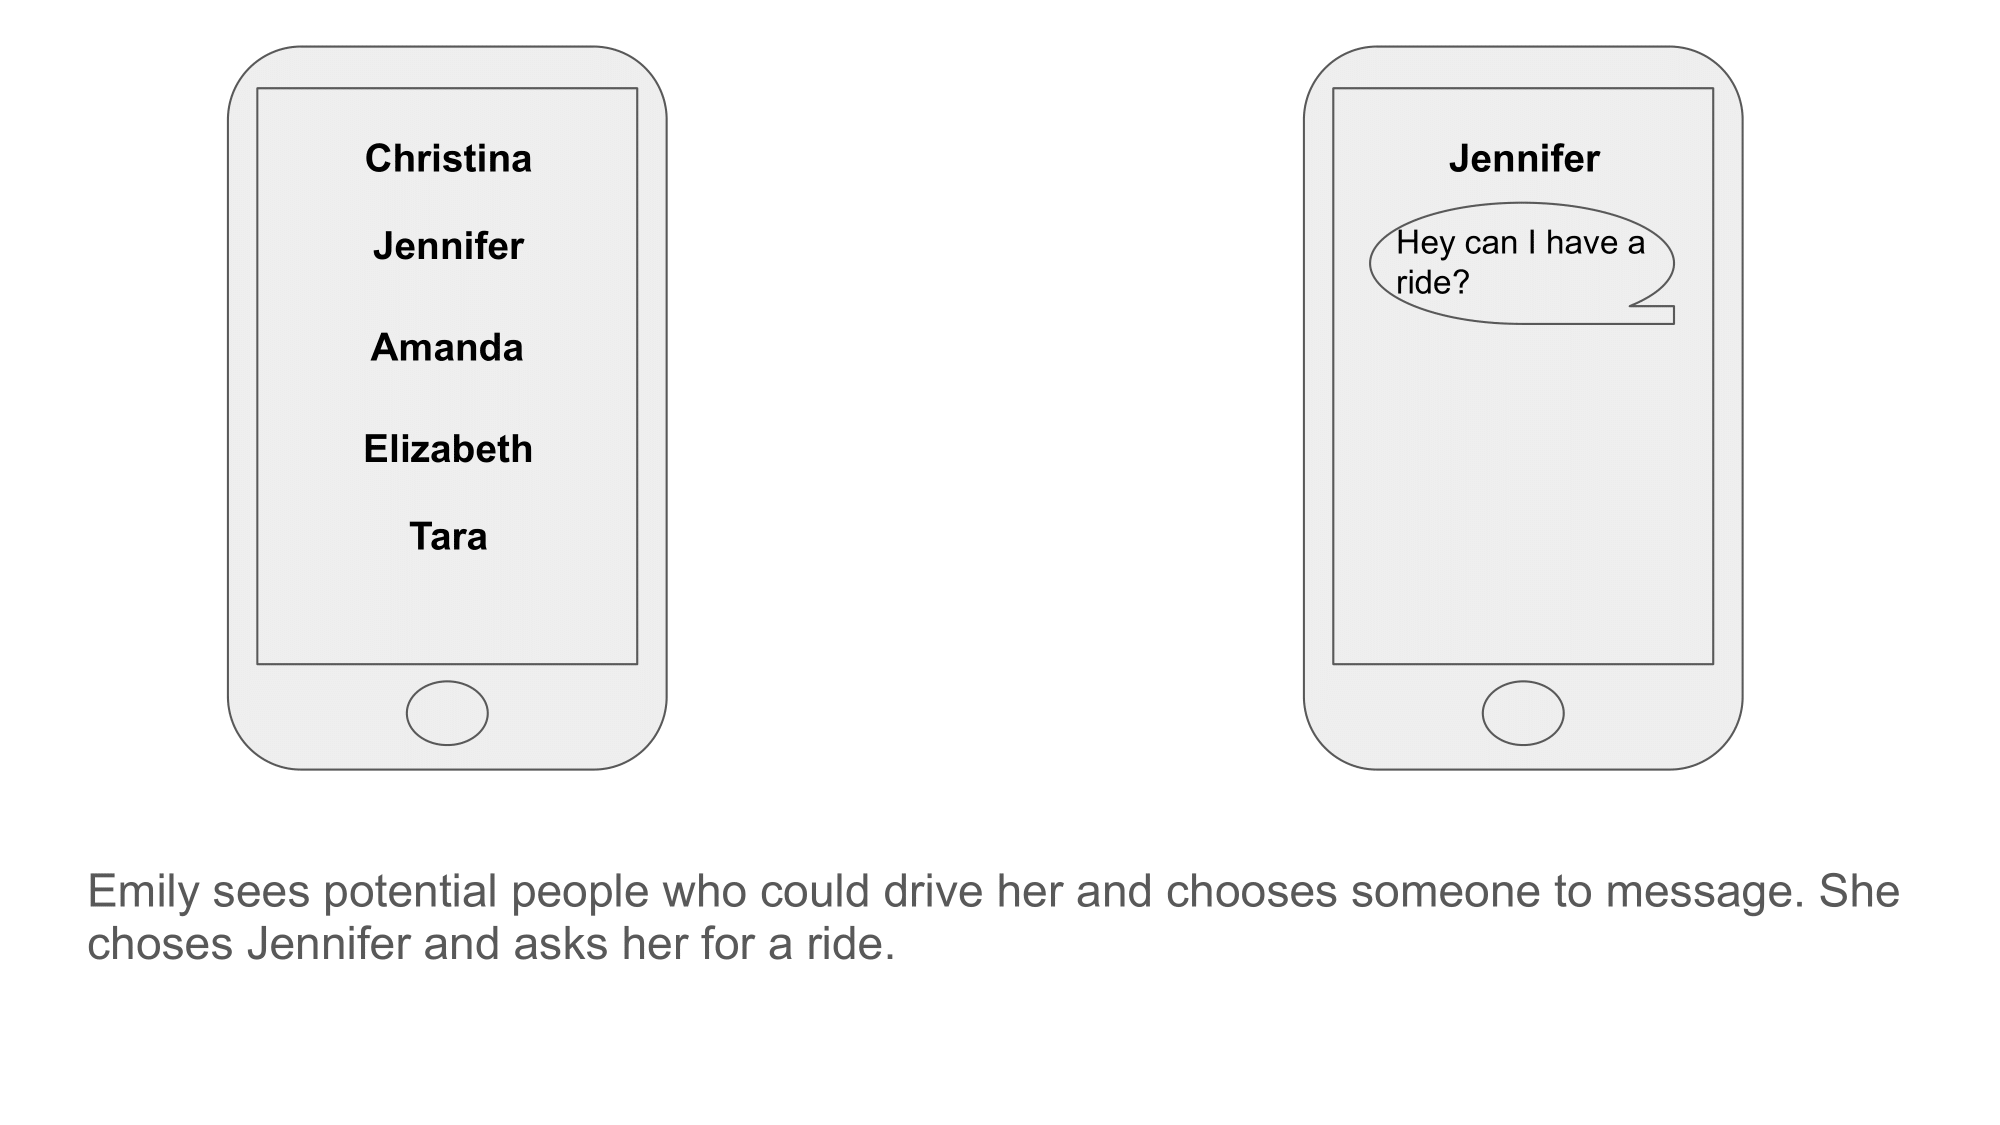 Christina
Jennifer
Amanda
Elizabeth
Tara
Jennifer
Hey can I have a
ride?
Emily sees potential people who could drive her and chooses someone to message. She
choses Jennifer and asks her for a ride.